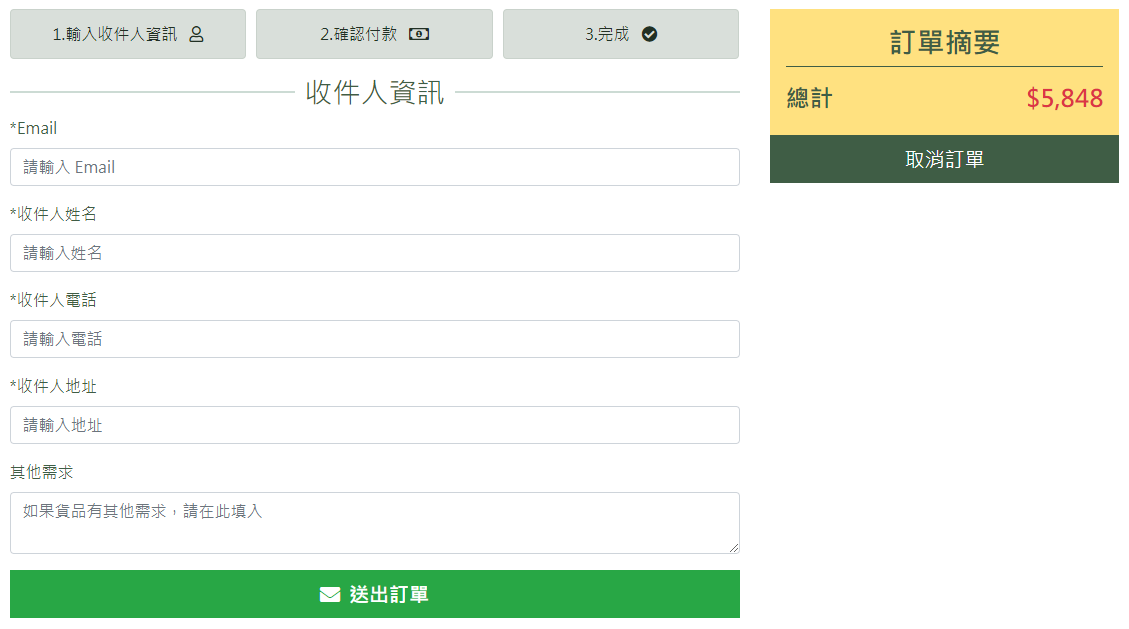 1.輸入收件人資訊
2.確認付款
3.完成
收件人資訊
*Email
請輸入 Email
*收件人姓名
請輸入姓名
*收件人電話
請輸入電話
*收件人地址
請輸入地址
其他需求
如果貨品有其他需求，請在此填入
送出訂單
訂單摘要
總計 $5,848
取消訂單